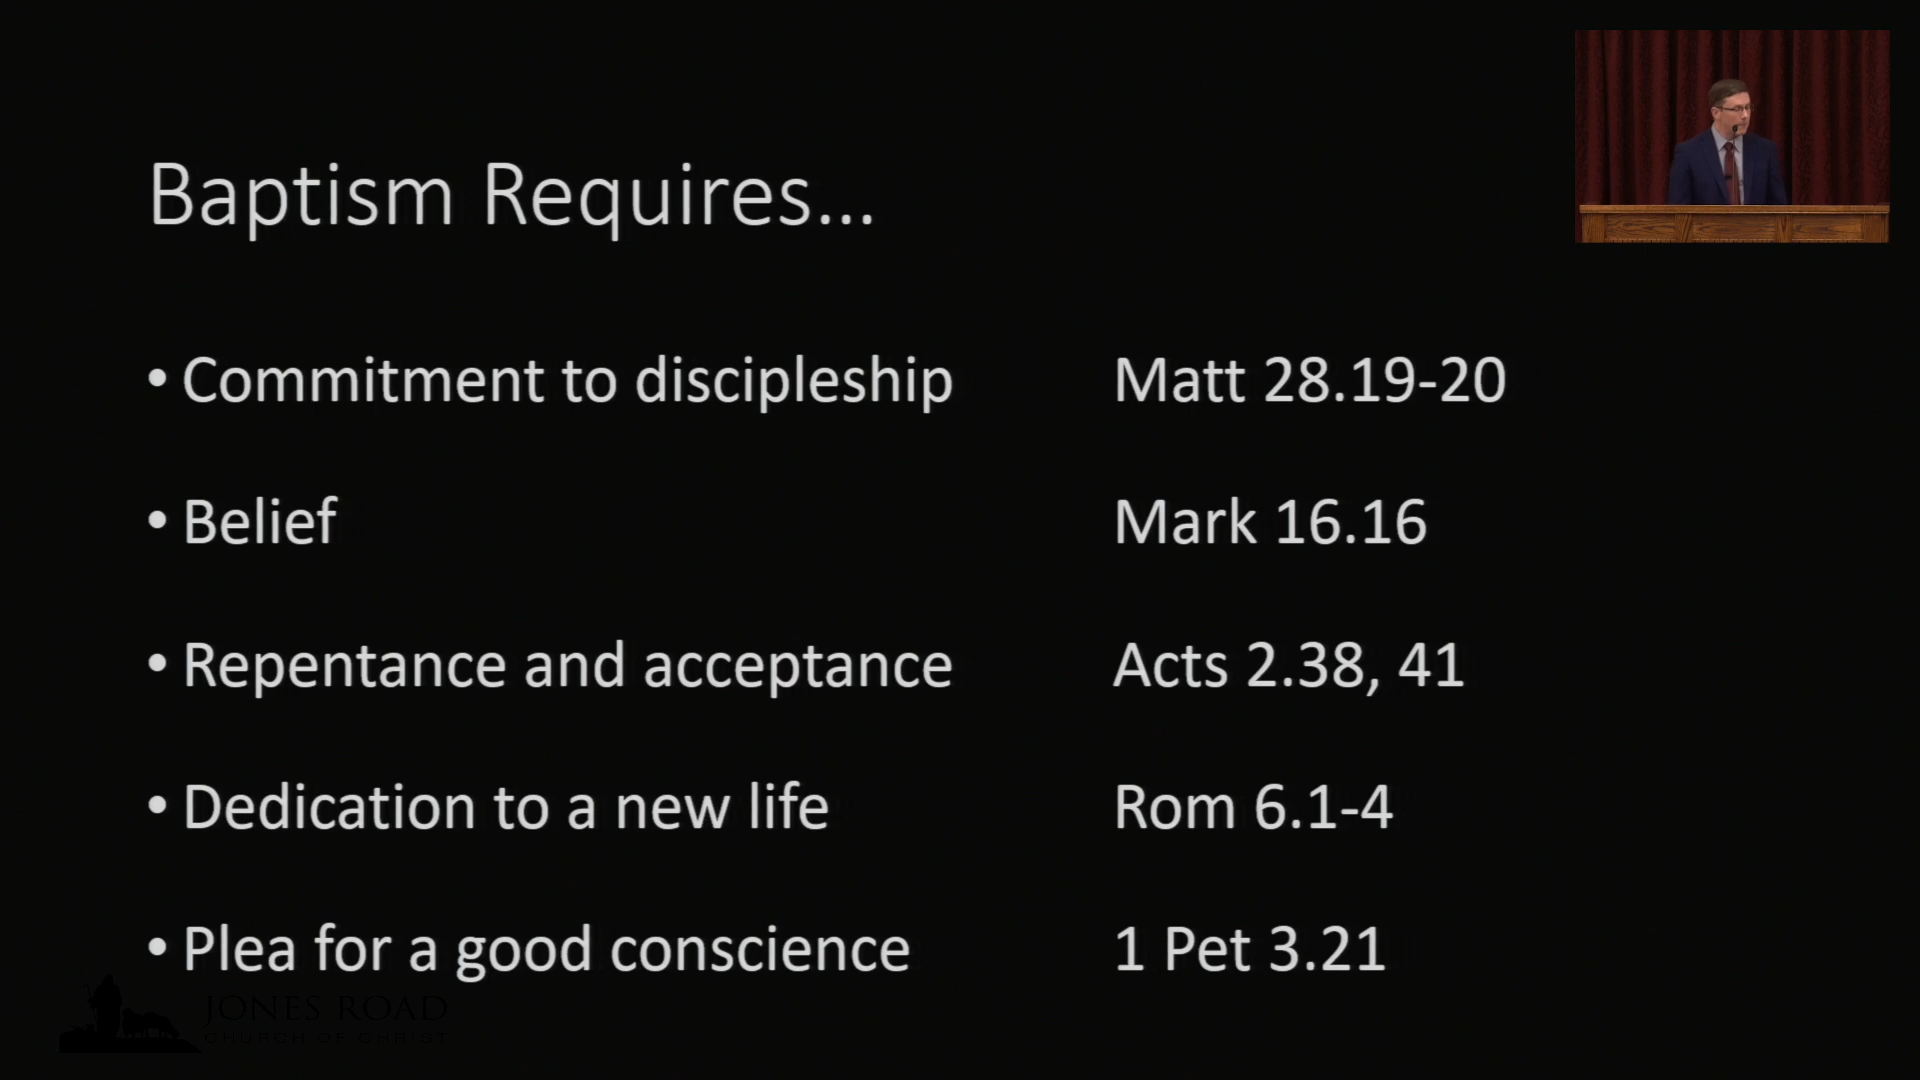 Baptism Requires...
• Commitment to discipleship Matt 28.19-20
• Belief Mark 16.16
• Repentance and acceptance Acts 2.38, 41
• Dedication to a new life Rom 6.1-4
• Plea for a good conscience 1 Pet 3.21
JONES ROAD
CHURCH OF CHRIST